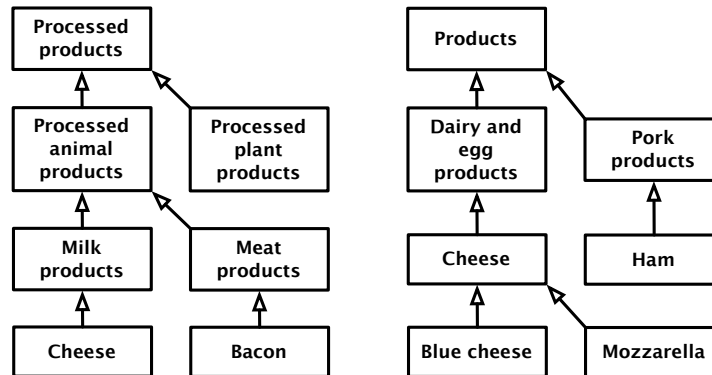 Processed
products
Processed
animal
products
Processed
plant
products
Milk
products
Meat
products
Cheese
Bacon
Products
Dairy and
egg
products
Pork
products
Cheese
Ham
Blue cheese
Mozzarella